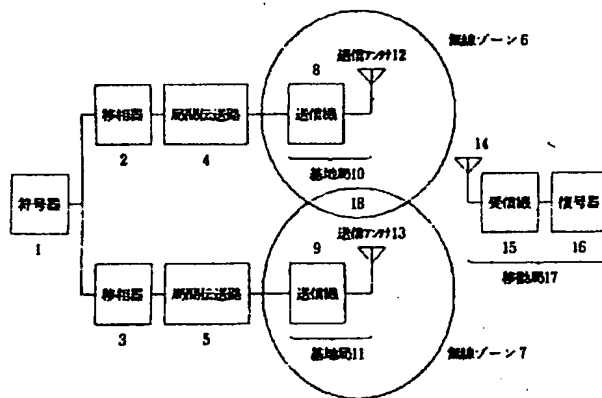 無線ゾーン6
送信アンテナ12
8
移相器
局間伝送路
送信機
2
4
基地局10
14
符号器
1
18
受信機
復号器
15
16
移動局17
送信アンテナ13
9
移相器
局間伝送路
送信機
3
5
基地局11
無線ゾーン7